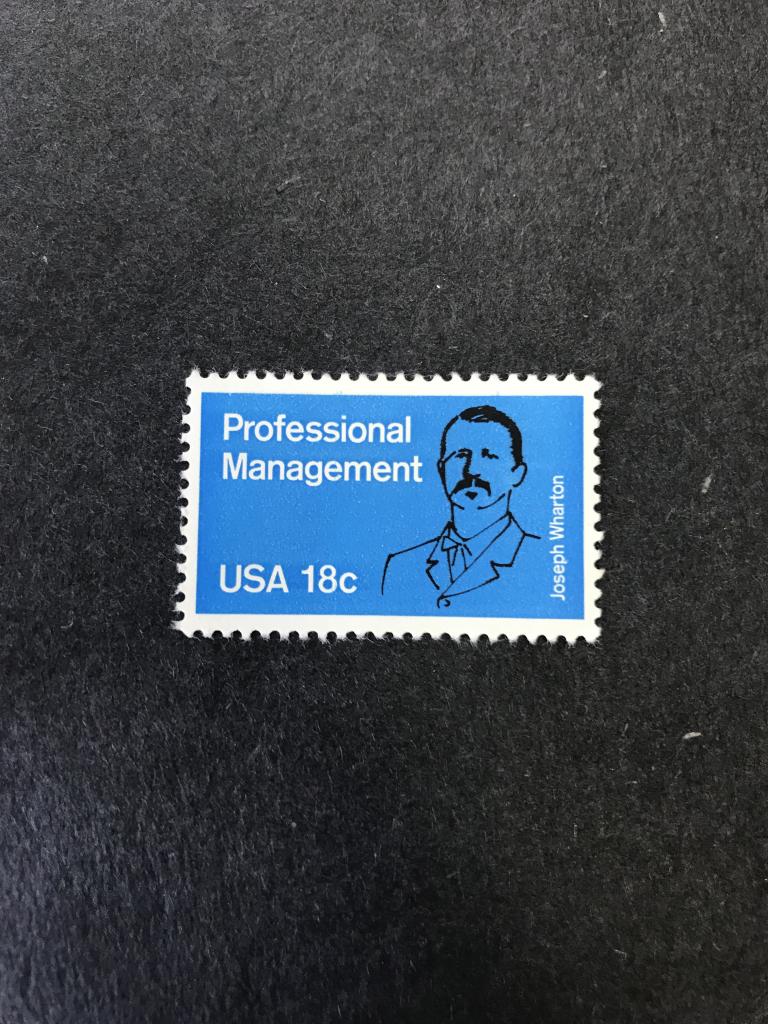 Professional
Management
USA 18c
Joseph Wharton